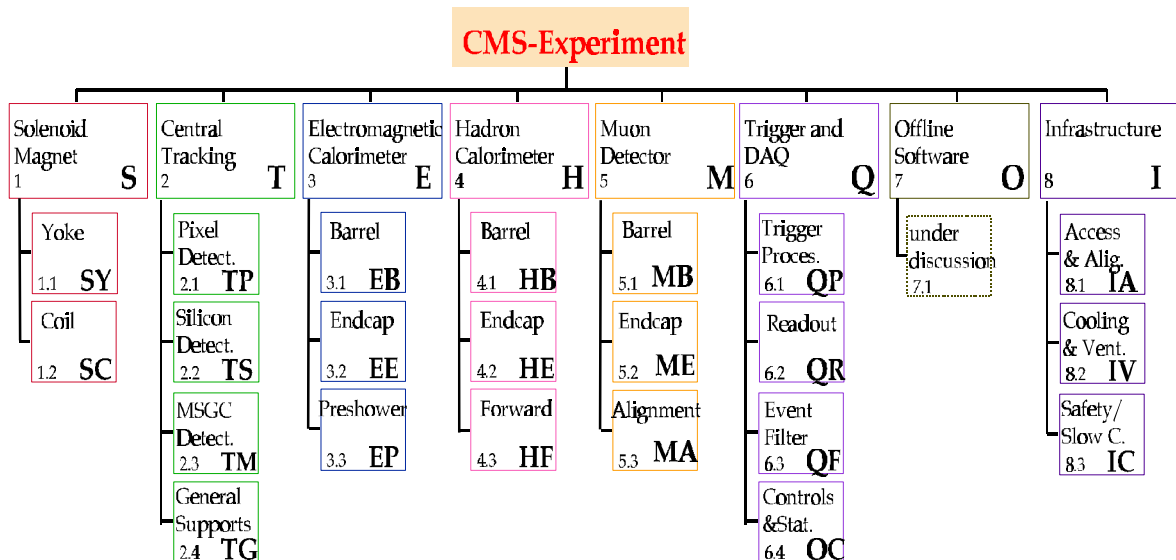 CMS-Experiment
Solenoid
Magnet
1 S
Yoke
1.1 SY
Coil
1.2 SC
Central
Tracking
2 T
Pixel
Detect.
2.1 TP
Silicon
Detect.
2.2 TS
MSGC
Detect.
2.3 TM
General
Supports
2.4 TG
Electromagnetic
Calorimeter
3 E
Barrel
3.1 EB
Endcap
3.2 EE
Preshower
3.3 EP
Hadron
Calorimeter
4 H
Barrel
4.1 HB
Endcap
4.2 HE
Forward
4.3 HF
Muon
Detector
5 M
Barrel
5.1 MB
Endcap
5.2 ME
Alignment
5.3 MA
Trigger and
DAQ
6 Q
Trigger
Proces.
6.1 QP
Readout
6.2 QR
Event
Filter
6.3 QF
Controls
&Stat.
6.4 QC
Offline
Software
7 O
under
discussion
7.1
Infrastructure
8 I
Access
& Alig.
8.1 IA
Cooling
& Vent.
8.2 IV
Safety/
Slow C.
8.3 IC